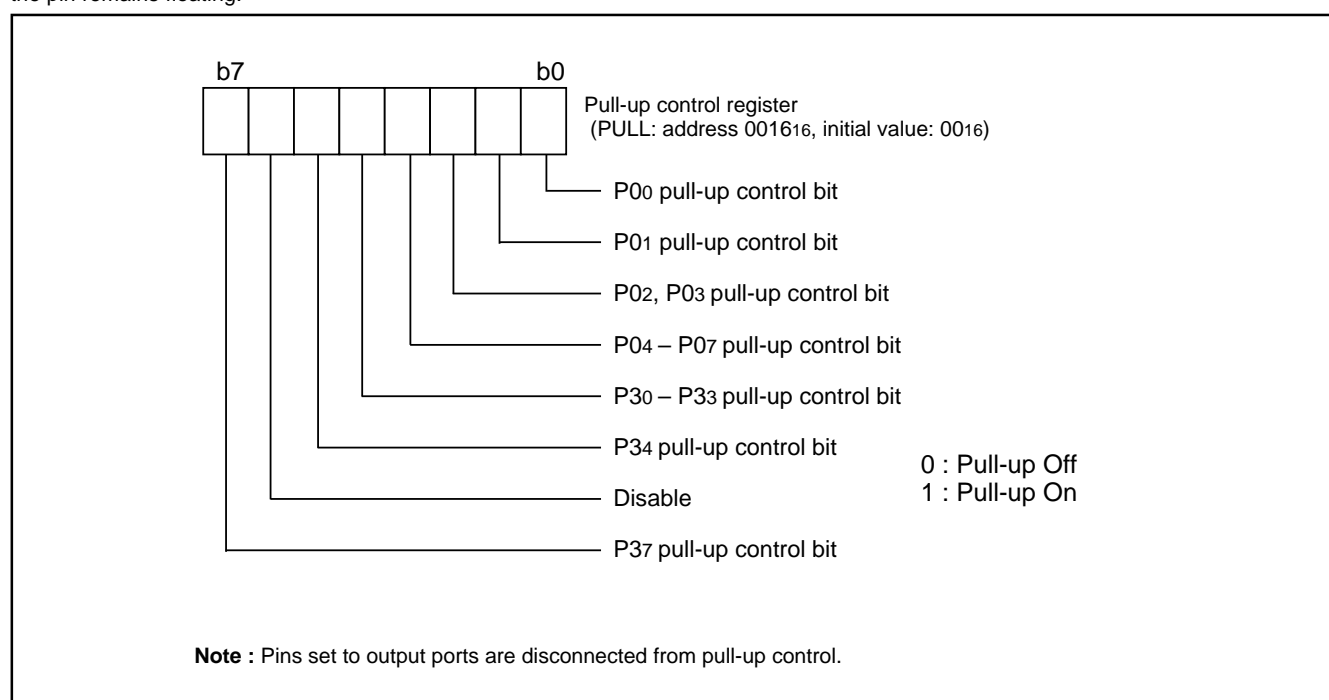 the pin remains floating.
b7 b0
Pull-up control register
(PULL: address 001616, initial value: 0016)
P00 pull-up control bit
P01 pull-up control bit
P02, P03 pull-up control bit
P04 – P07 pull-up control bit
P30 – P33 pull-up control bit
P34 pull-up control bit
Disable
P37 pull-up control bit
0 : Pull-up Off
1 : Pull-up On
Note : Pins set to output ports are disconnected from pull-up control.